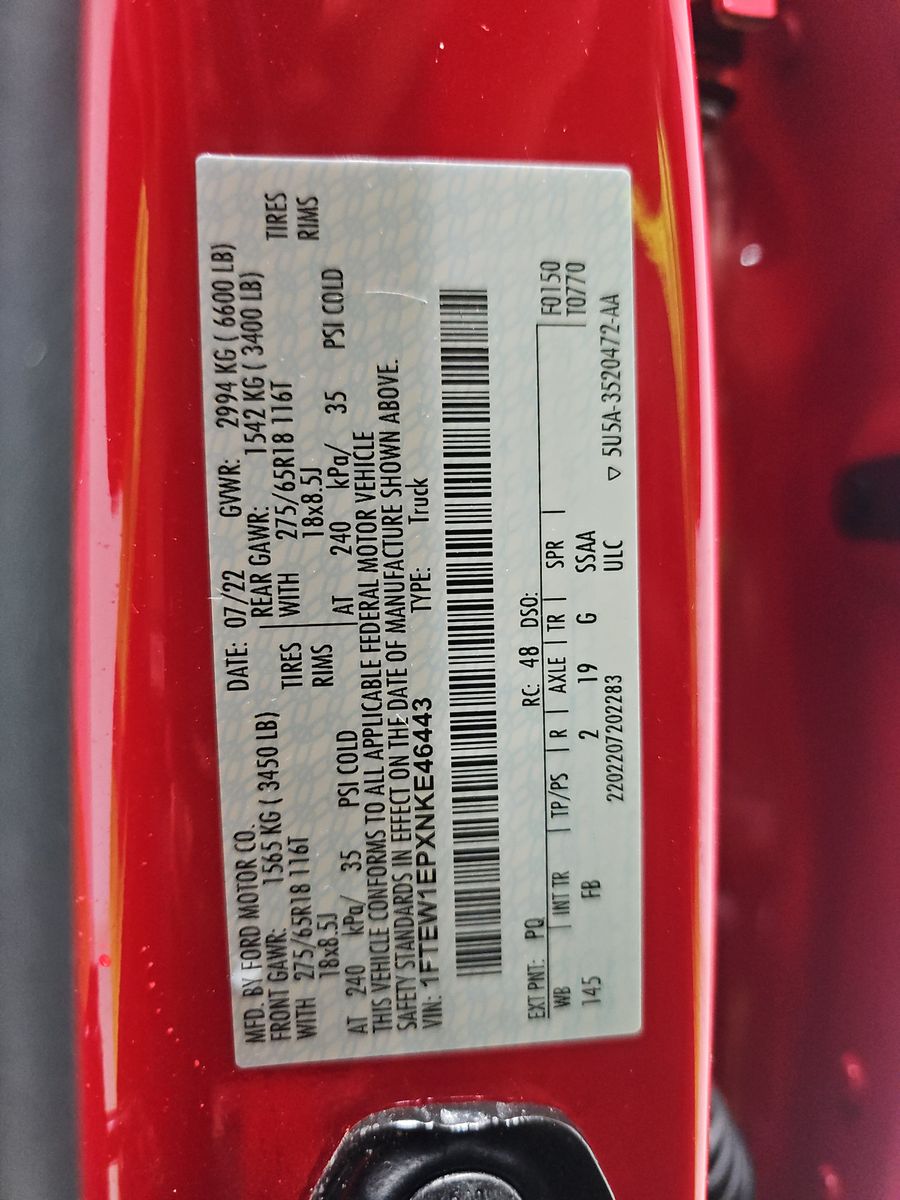 MFD. BY FORD MOTOR CO. DATE: 07/22 GVWR: 2994 KG ( 6600 LB)
FRONT GAWR: 1565 KG ( 3450 LB) REAR GAWR: 1542 KG ( 3400 LB)
WITH 275/65R18 116T TIRES WITH 275/65R18 116T TIRES
18x8.5J RIMS 18x8.5J RIMS
AT 240 kPa/ 35 PSI COLD AT 240 kPa/ 35 PSI COLD
THIS VEHICLE CONFORMS TO ALL APPLICABLE FEDERAL MOTOR VEHICLE
SAFETY STANDARDS IN EFFECT ON THE DATE OF MANUFACTURE SHOWN ABOVE.
VIN: 1FTEW1EPXNKE46443 TYPE: Truck
EXT PNT: PQ RC: 48 DSO:
WB INT TR TP/PS R AXLE TR SPR F0150
T0770
145 FB 2 19 G SSAA
2202207202283 ULC ▽ 5U5A-3520472-AA